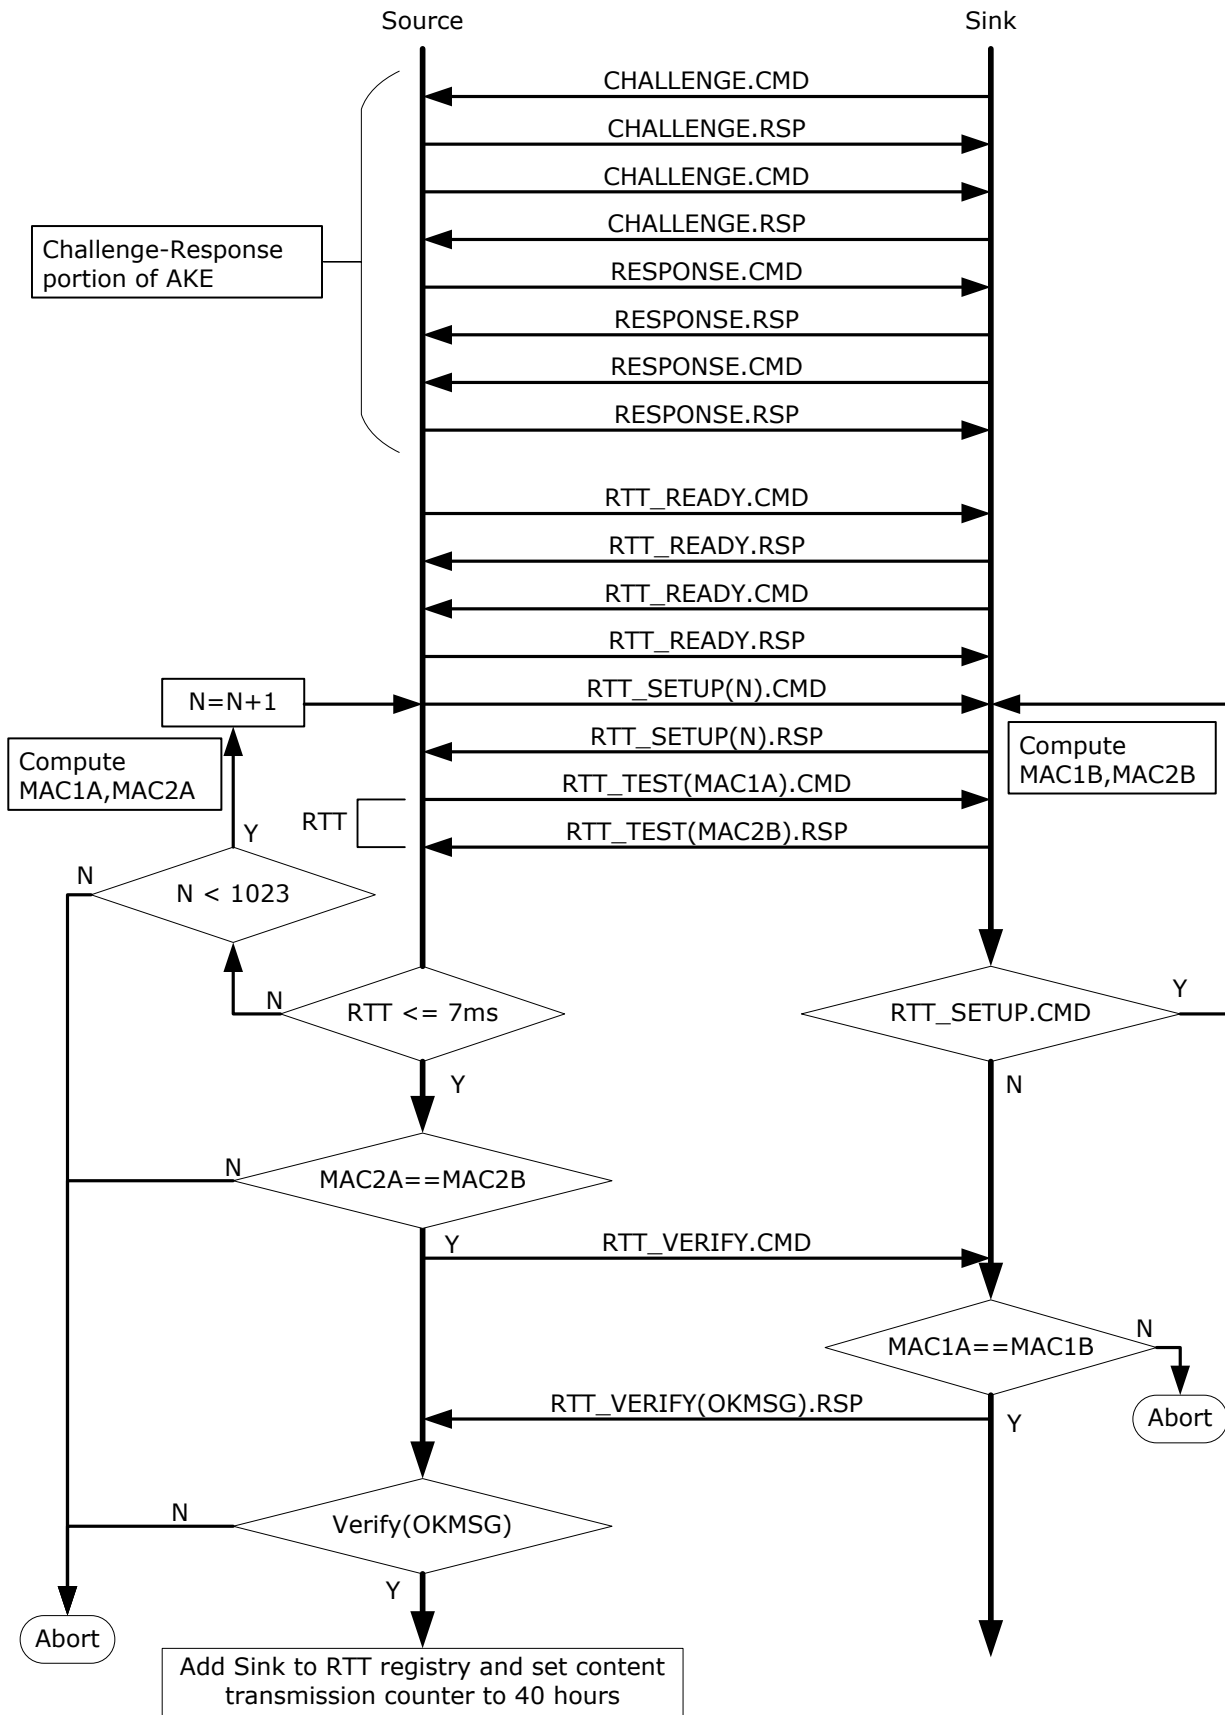 Source
Sink
CHALLENGE.CMD
CHALLENGE.RSP
CHALLENGE.CMD
CHALLENGE.RSP
Challenge-Response
portion of AKE
RESPONSE.CMD
RESPONSE.RSP
RESPONSE.CMD
RESPONSE.RSP
RTT_READY.CMD
RTT_READY.RSP
RTT_READY.CMD
RTT_READY.RSP
N=N+1
RTT_SETUP(N).CMD
RTT_SETUP(N).RSP
Compute
MAC1A,MAC2A
Compute
MAC1B,MAC2B
RTT_TEST(MAC1A).CMD
RTT
RTT_TEST(MAC2B).RSP
Y
N
N < 1023
N
RTT <= 7ms
Y
RTT_SETUP.CMD
Y
N
N
MAC2A==MAC2B
Y
RTT_VERIFY.CMD
MAC1A==MAC1B
N
RTT_VERIFY(OKMSG).RSP
Y
Abort
N
Verify(OKMSG)
Y
Abort
Add Sink to RTT registry and set content
transmission counter to 40 hours